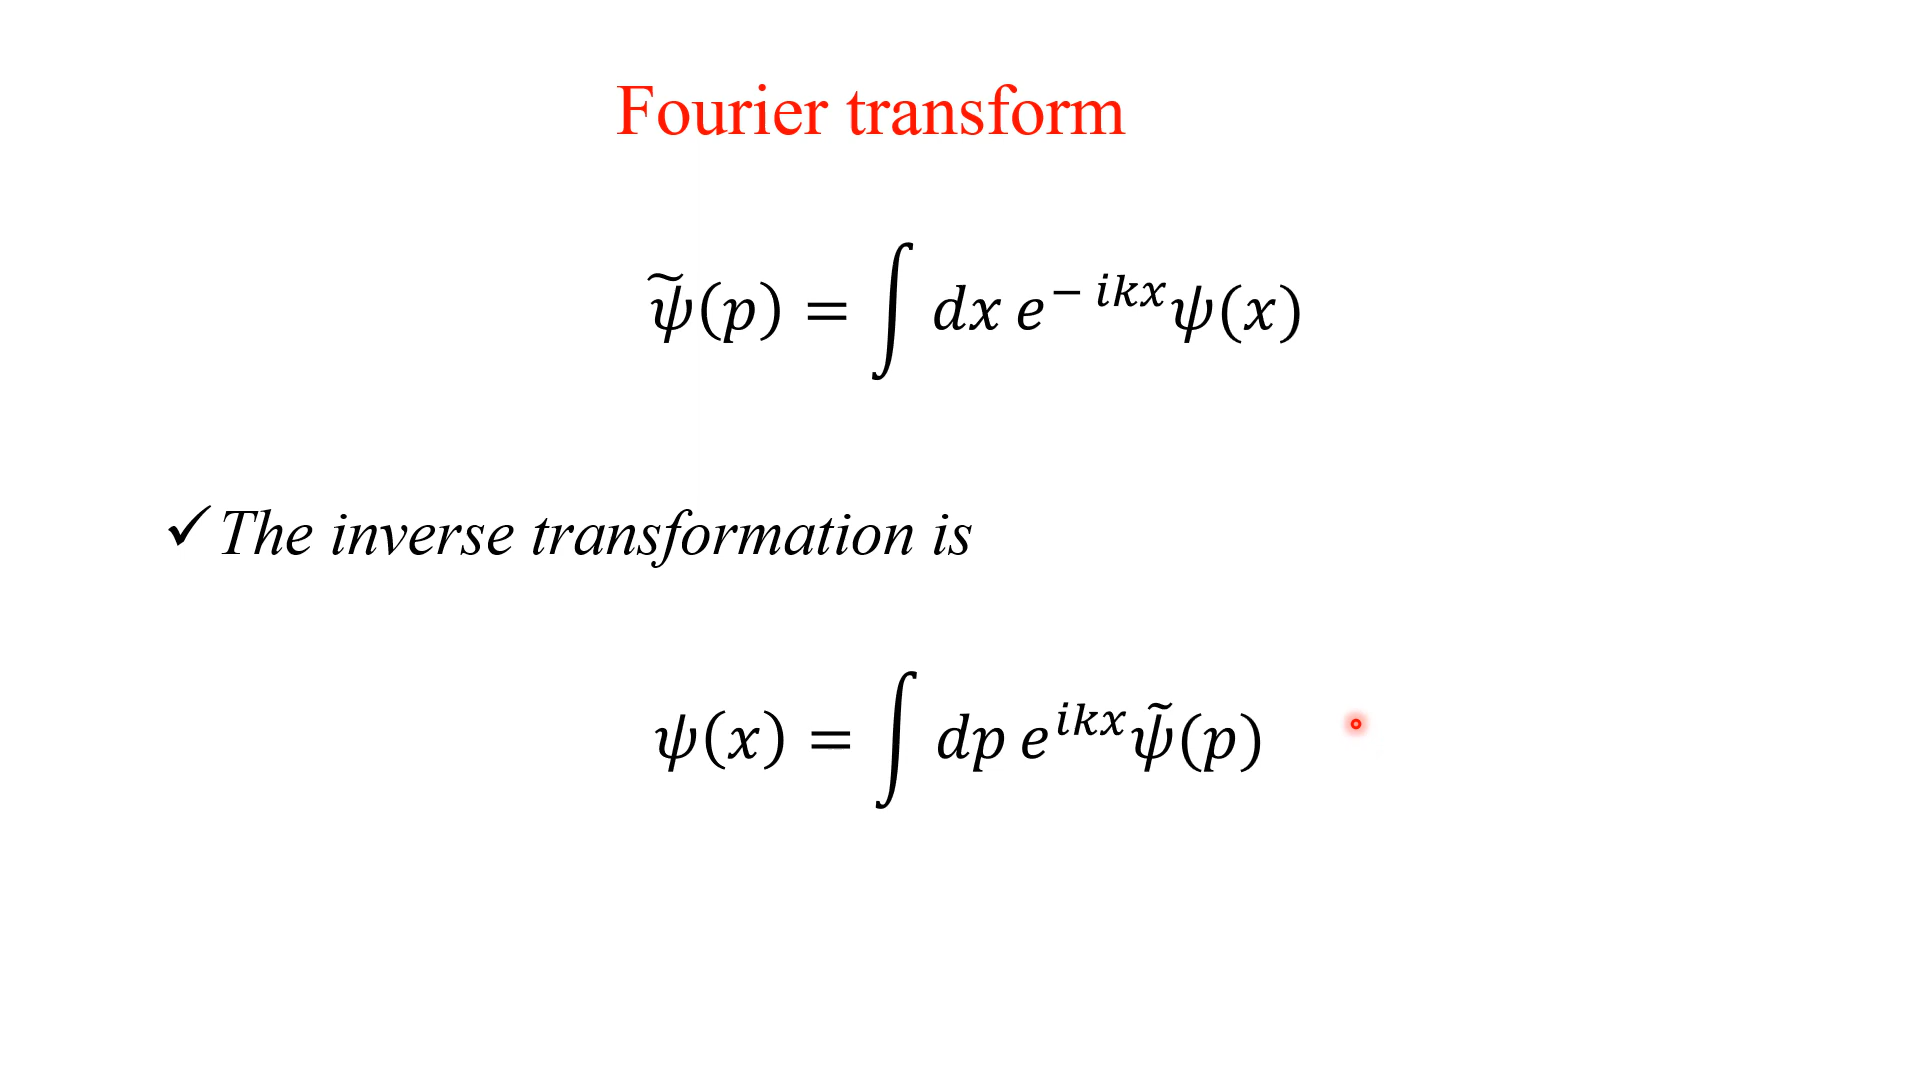 Fourier transform
ψ̃(p) = ∫ dx e^{− ikx} ψ(x)
✓ The inverse transformation is
ψ(x) = ∫ dp e^{ikx} ψ̃(p)